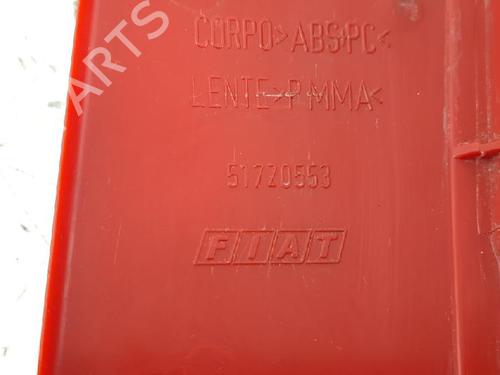 CORPO>ABS+PC<
LENTE>PMMA<
51720553
FIAT
ARTS